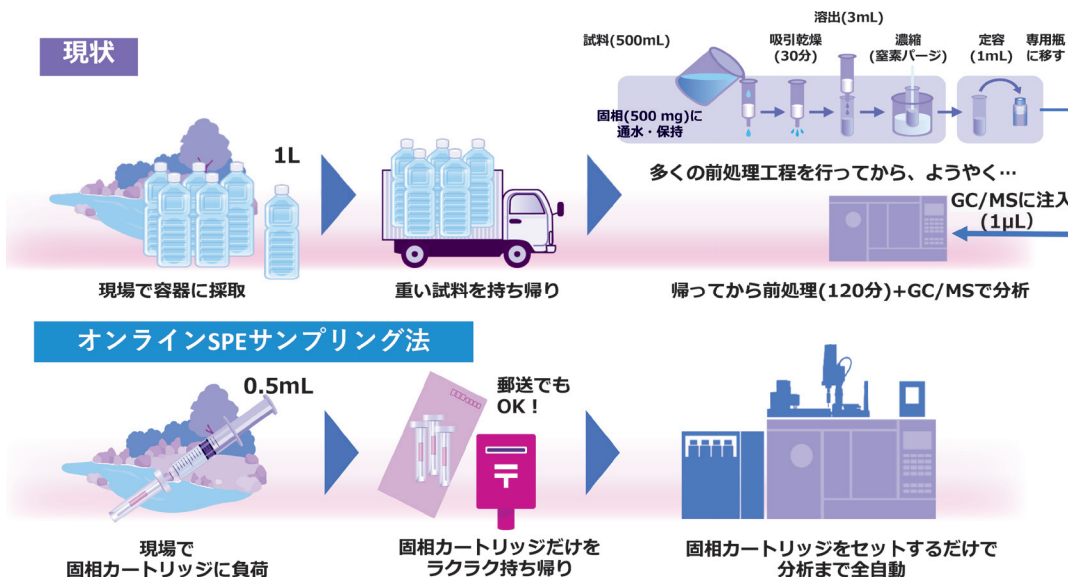 現状
1L
現場で容器に採取
重い試料を持ち帰り
試料(500mL)
固相(500 mg)に
通水・保持
吸引乾燥
(30分)
溶出(3mL)
濃縮
(窒素パージ)
定容
(1mL)
専用瓶
に移す
多くの前処理工程を行ってから、ようやく…
GC/MSに注入
(1μL)
帰ってから前処理(120分)+GC/MSで分析
オンラインSPEサンプリング法
0.5mL
現場で
固相カートリッジに負荷
郵送でも
OK！
固相カートリッジだけを
ラクラク持ち帰り
固相カートリッジをセットするだけで
分析まで全自動